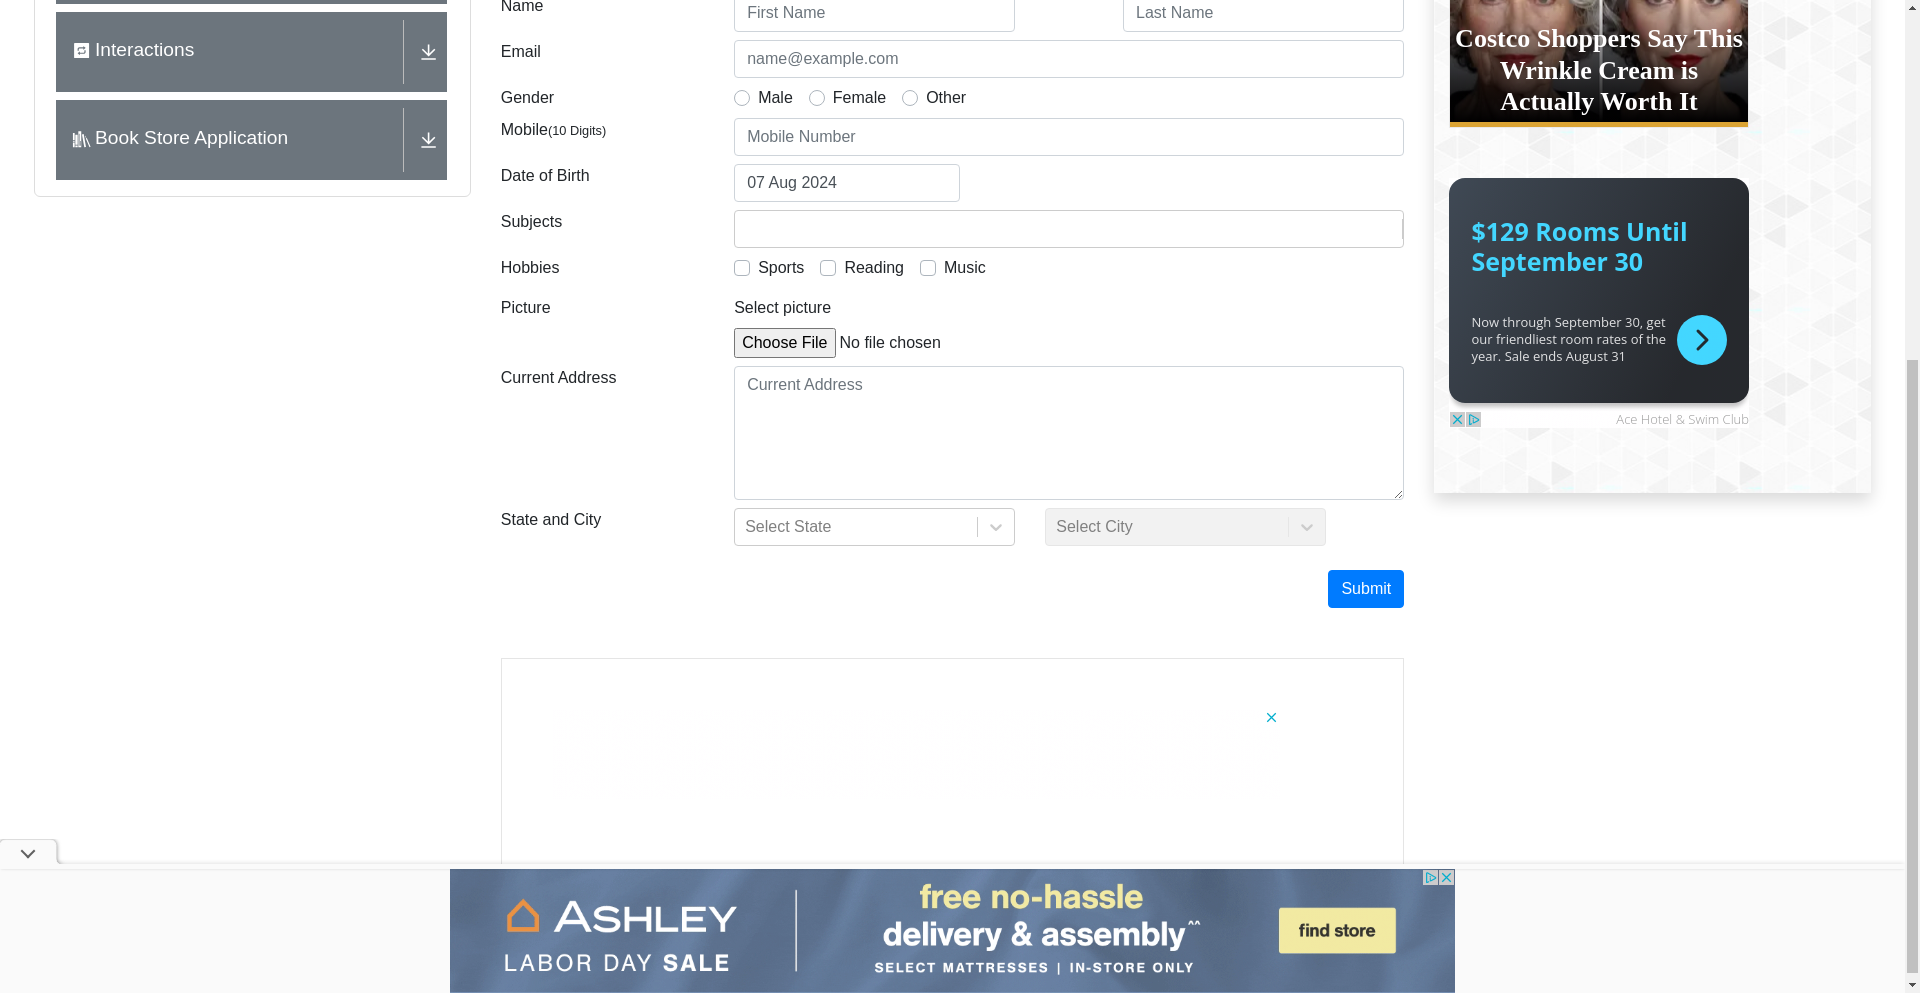 Interactions
Book Store Application
Name
First Name
Last Name
Email
name@example.com
Gender
Male
Female
Other
Mobile(10 Digits)
Mobile Number
Date of Birth
07 Aug 2024
Subjects
Hobbies
Sports
Reading
Music
Picture
Select picture
Choose File
No file chosen
Current Address
Current Address
State and City
Select State
Select City
Submit
Costco Shoppers Say This
Wrinkle Cream is
Actually Worth It
$129 Rooms Until
September 30
Now through September 30, get
our friendliest room rates of the
year. Sale ends August 31
Ace Hotel & Swim Club
ASHLEY
LABOR DAY SALE
free no-hassle
delivery & assembly^^
SELECT MATTRESSES | IN-STORE ONLY
find store